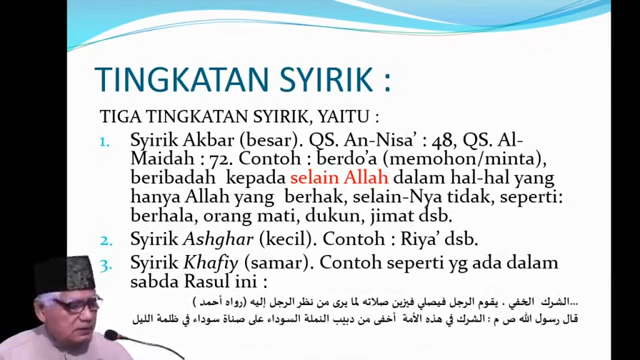 TINGKATAN SYIRIK :
TIGA TINGKATAN SYIRIK, YAITU :
1. Syirik Akbar (besar). QS. An-Nisa' : 48, QS. Al-
Maidah : 72. Contoh : berdo'a (memohon/minta),
beribadah kepada selain Allah dalam hal-hal yang
hanya Allah yang berhak, selain-Nya tidak, seperti:
berhala, orang mati, dukun, jimat dsb.
2. Syirik Ashghar (kecil). Contoh : Riya' dsb.
3. Syirik Khafiy (samar). Contoh seperti yg ada dalam
sabda Rasul ini :
...الشرك الخفي . يقوم الرجل فيصلي فيزين صلاته لما يرى من نظر الرجل إليه (رواه أحمد )
قال رسول الله ص م : الشرك في هذه الأمة أخفى من دبيب النملة السوداء على صفاة سوداء في ظلمة الليل